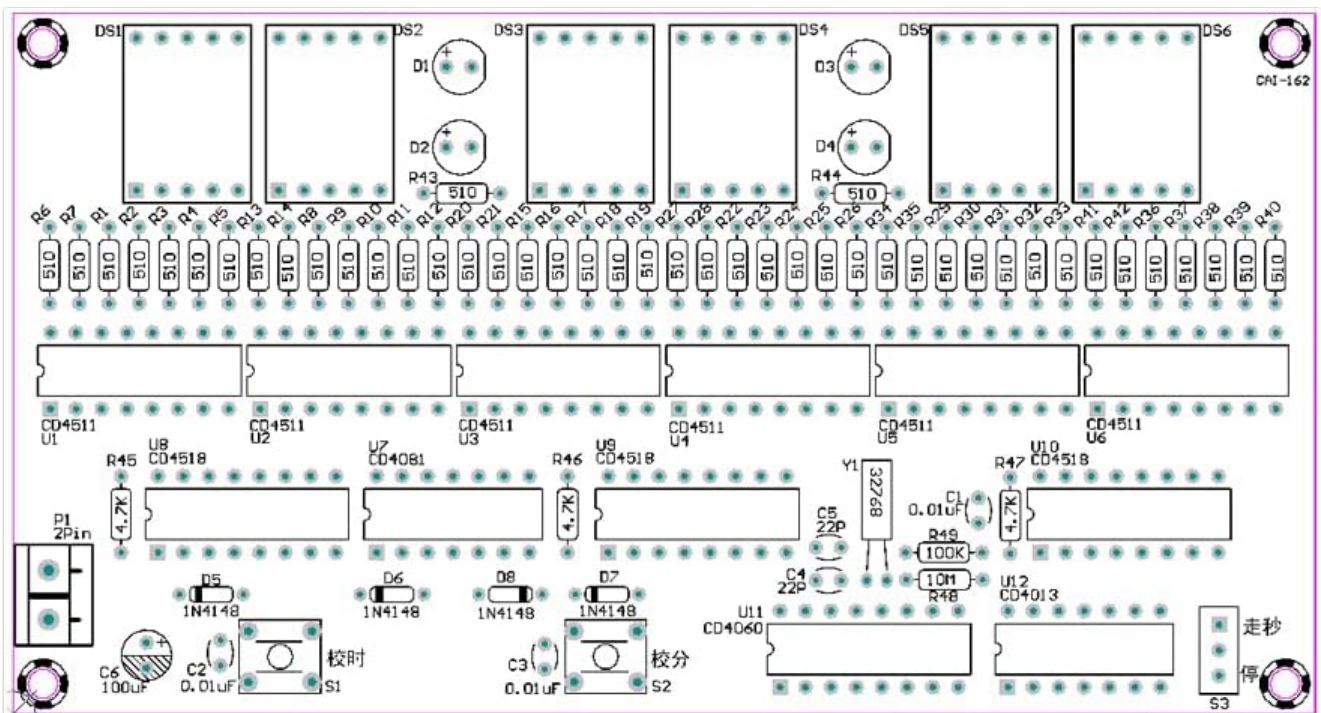 DS1 DS2 DS3 DS4 DS5 DS6
D1 D3
CAI-162
D2 D4
R43 R44
510 510
R6 R7 R1 R2 R3 R4 R5 R13 R14 R8 R9 R10 R11 R12 R20 R21 R15 R16 R17 R18 R19 R27 R28 R22 R23 R24 R25 R26 R34 R35 R29 R30 R31 R32 R33 R41 R42 R36 R37 R38 R39 R40
510 510 510 510 510 510 510 510 510 510 510 510 510 510 510 510 510 510 510 510 510 510 510 510 510 510 510 510 510 510 510 510 510 510 510 510 510 510 510 510 510 510
CD4511 CD4511 CD4511 CD4511 CD4511 CD4511
U1 U2 U3 U4 U5 U6
U8 U7 U9 U10
R45 CD4518 CD4081 R46 CD4518 Y1 R47 CD4518
4.7K 4.7K 32768 4.7K
C1
0.01uF
P1
2Pin
C5
22P
R49
100K
C4
22P
10M
R48
D5 D6 D8 D7
1N4148 1N4148 1N4148 1N4148
U12
CD4013
U11
CD4060
走秒
停
S3
C6
100uF
C2
0.01uF
校时
S1
C3
0.01uF
校分
S2